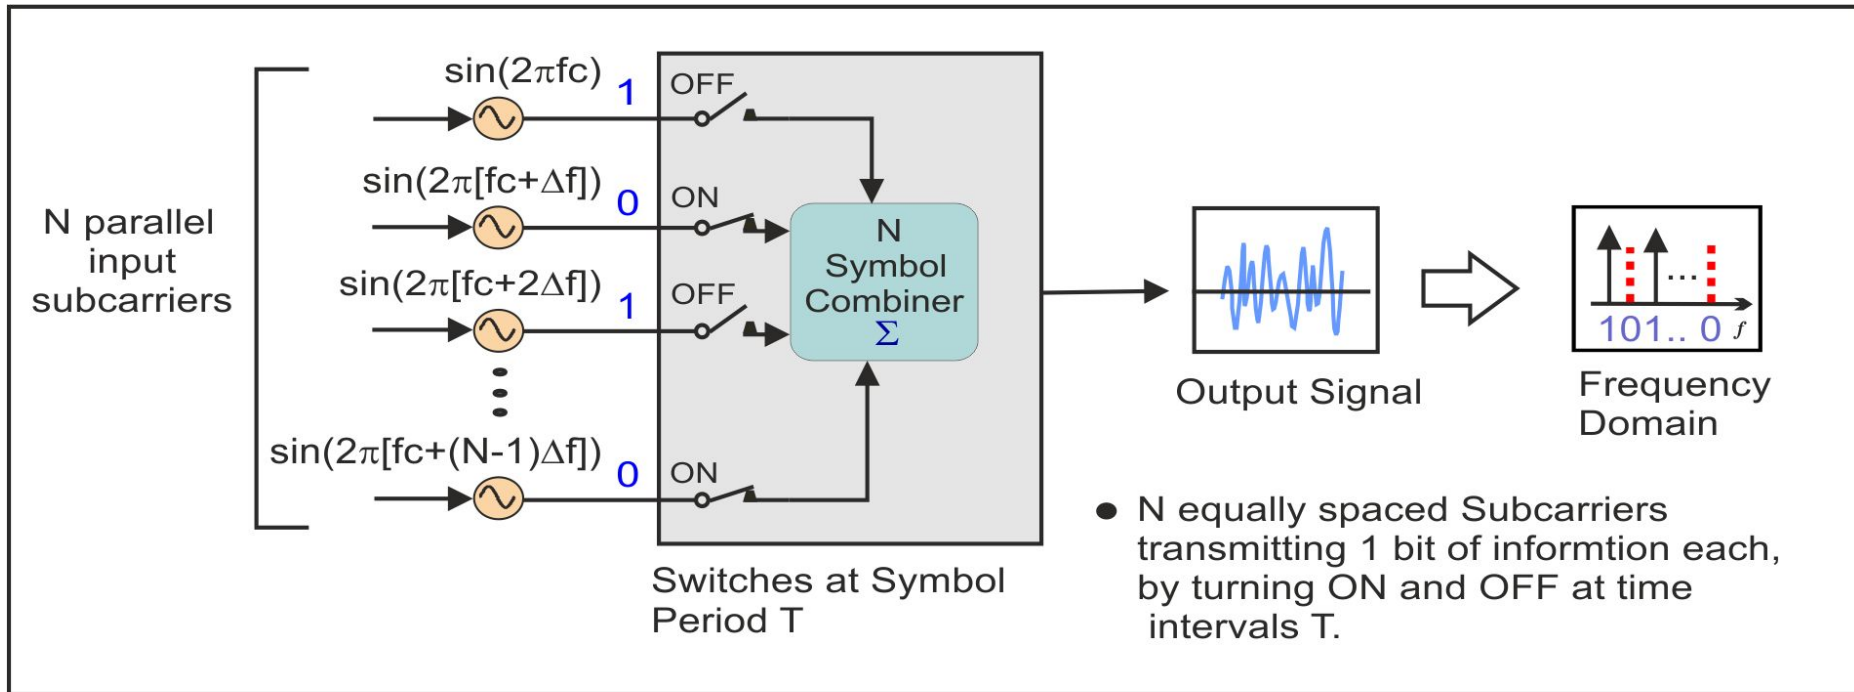 N parallel
input
subcarriers
sin(2πfc)
1
OFF
sin(2π[fc+Δf])
0
ON
sin(2π[fc+2Δf])
1
OFF
sin(2π[fc+(N-1)Δf])
0
ON
N
Symbol
Combiner
Σ
Switches at Symbol
Period T
Output Signal
101.. 0 f
...
Frequency
Domain
● N equally spaced Subcarriers
transmitting 1 bit of informtion each,
by turning ON and OFF at time
intervals T.